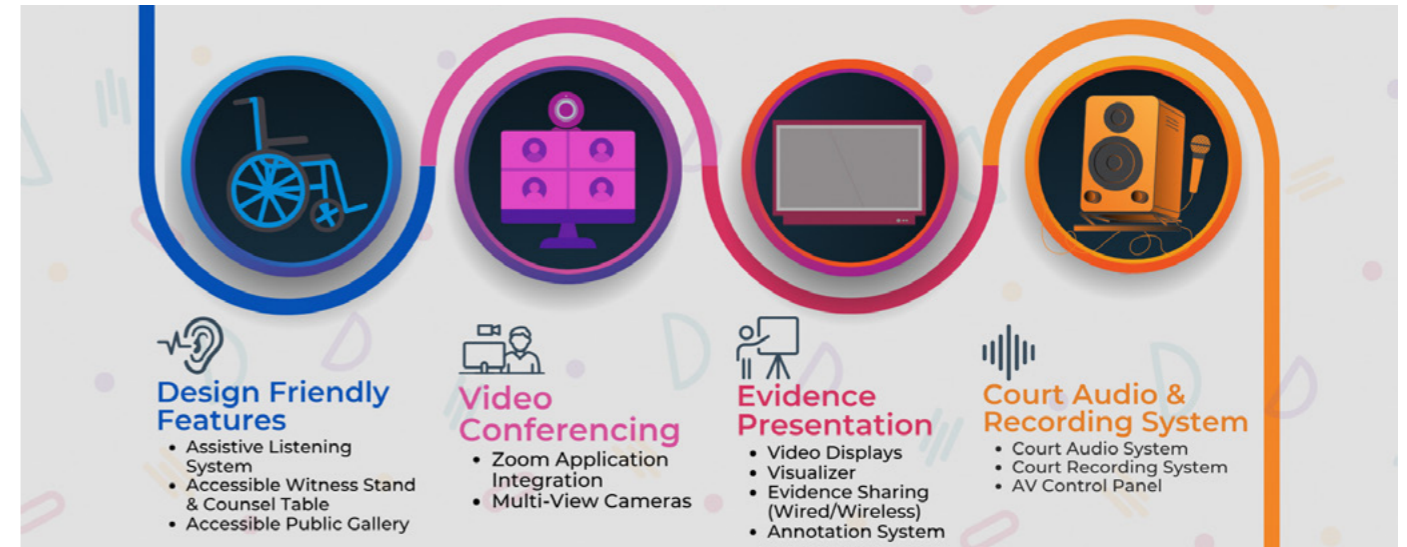 Design Friendly
Features
• Assistive Listening
System
• Accessible Witness Stand
& Counsel Table
• Accessible Public Gallery
Video
Conferencing
• Zoom Application
Integration
• Multi-View Cameras
Evidence
Presentation
• Video Displays
• Visualizer
• Evidence Sharing
(Wired/Wireless)
• Annotation System
Court Audio &
Recording System
• Court Audio System
• Court Recording System
• AV Control Panel